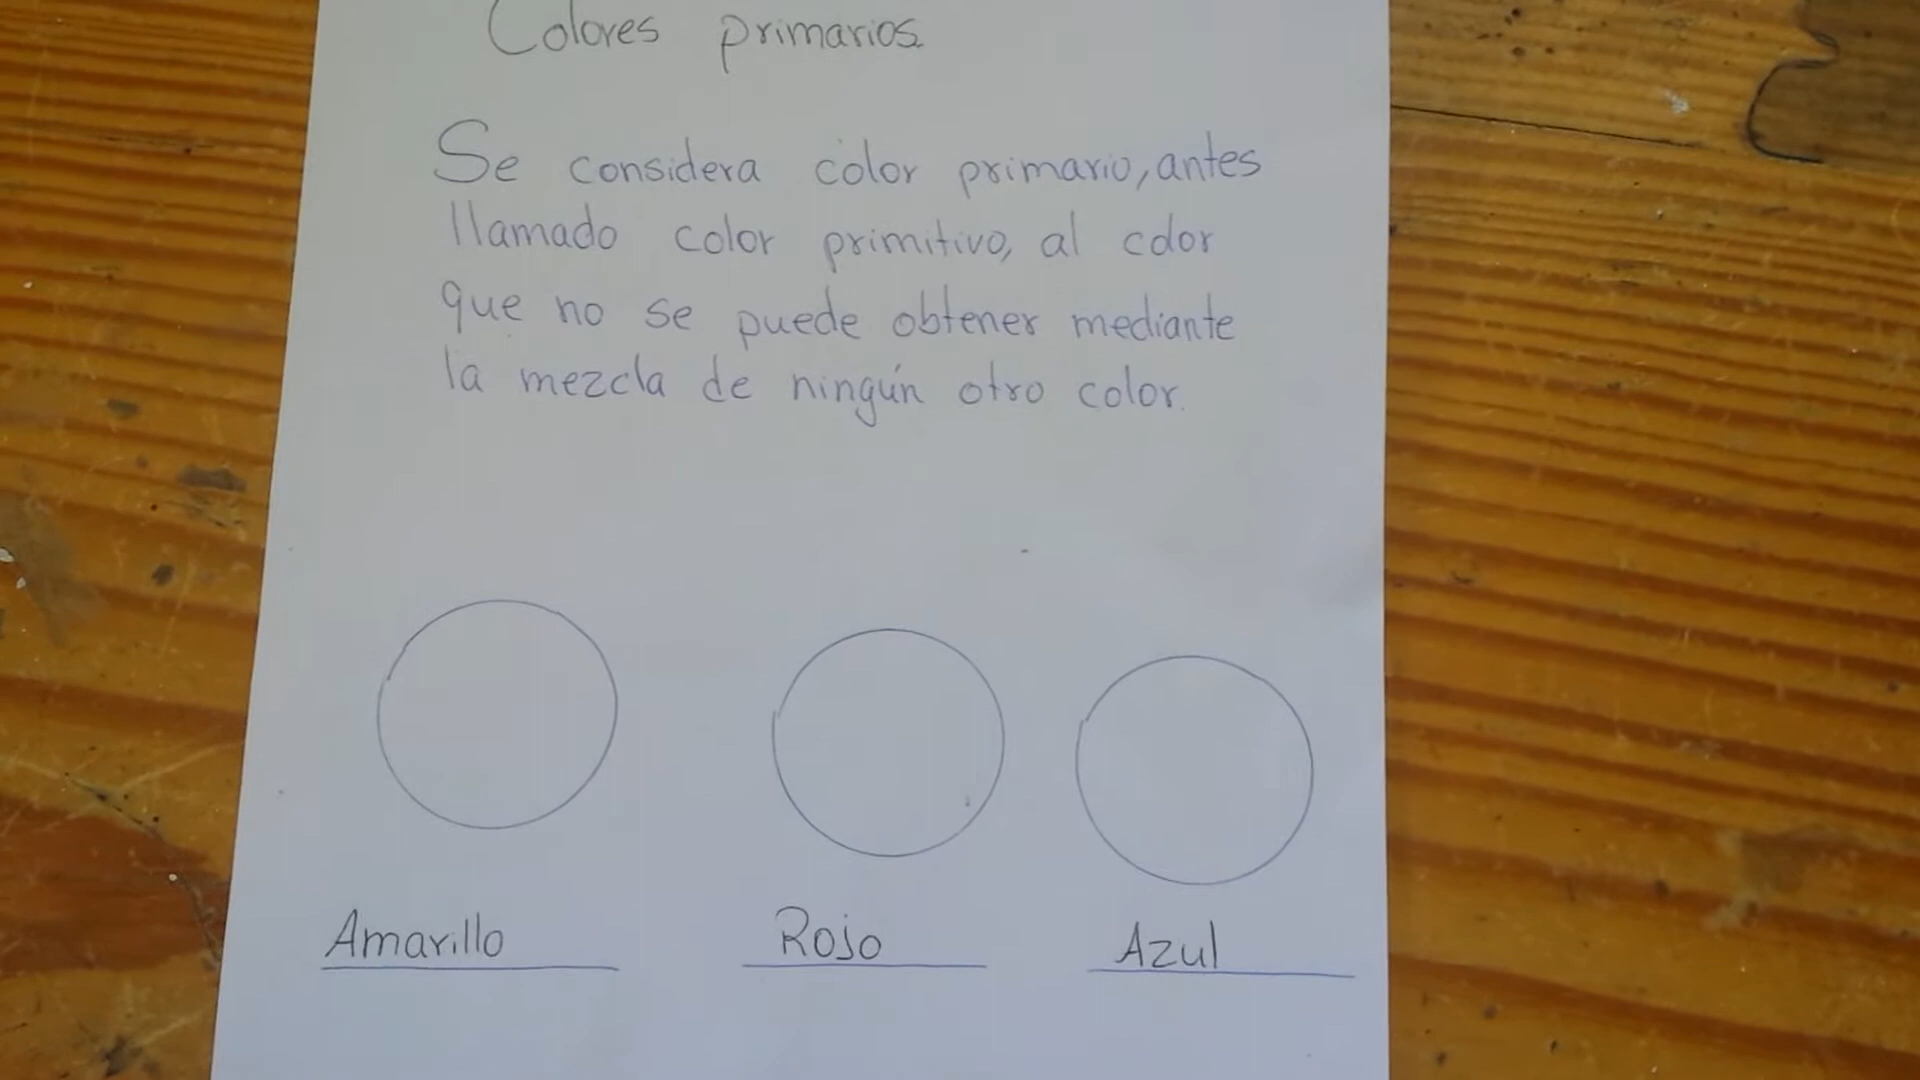 Colores primarios.
Se considera color primario, antes
llamado color primitivo, al color
que no se puede obtener mediante
la mezcla de ningún otro color.
Amarillo Rojo Azul